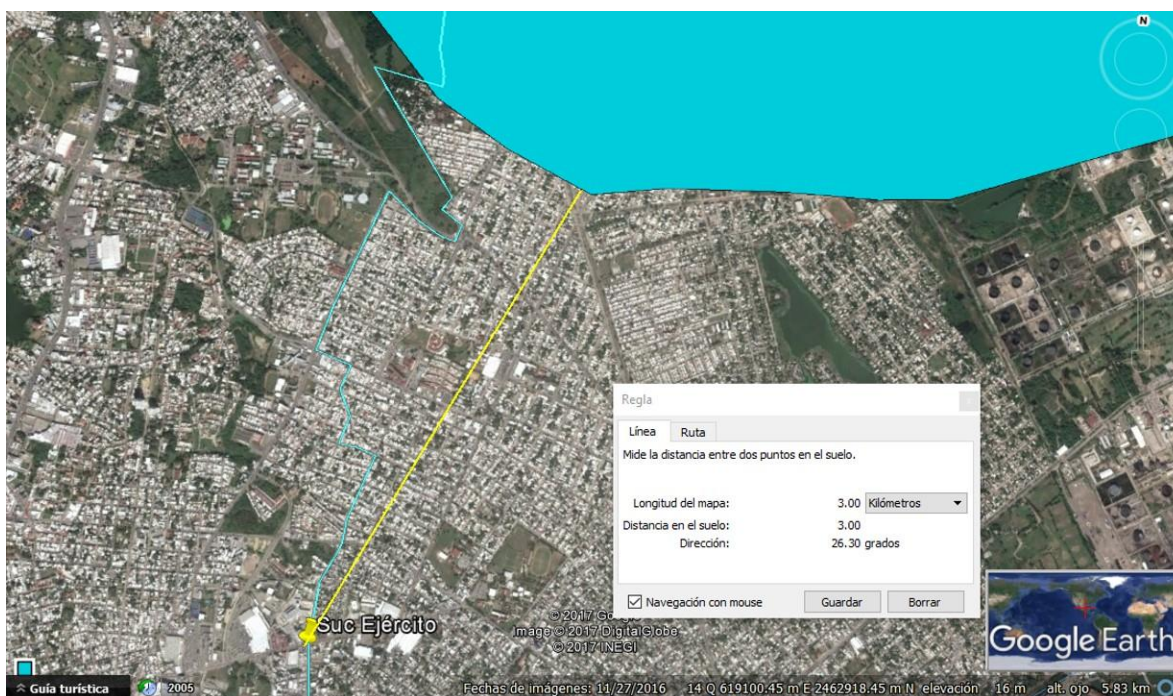 N
Regla
Línea Ruta
Mide la distancia entre dos puntos en el suelo.
Longitud del mapa: 3.00 Kilómetros
Distancia en el suelo: 3.00
Dirección: 26.30 grados
Navegación con mouse Guardar Borrar
Suc Ejército
© 2017 Google
Image © 2017 DigitalGlobe
© 2017 INEGI
Google Earth
Guía turística 2005 Fechas de imágenes: 11/27/2016 14 Q 619100.45 m E 2462918.45 m N elevación 16 m alt. ojo 5.83 km